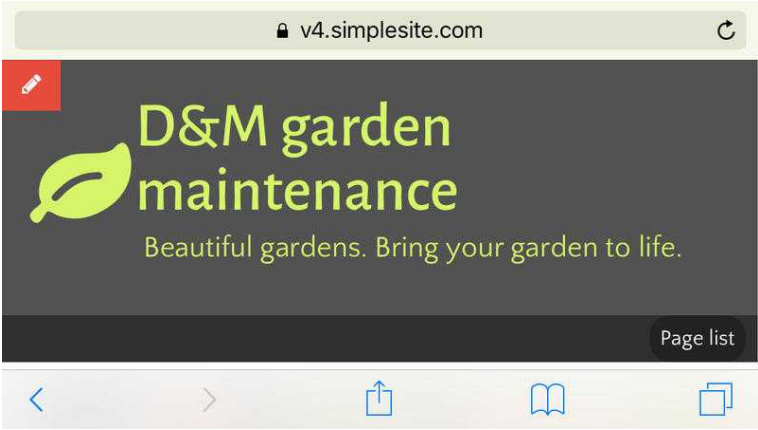 v4.simplesite.com
D&M garden
maintenance
Beautiful gardens. Bring your garden to life.
Page list